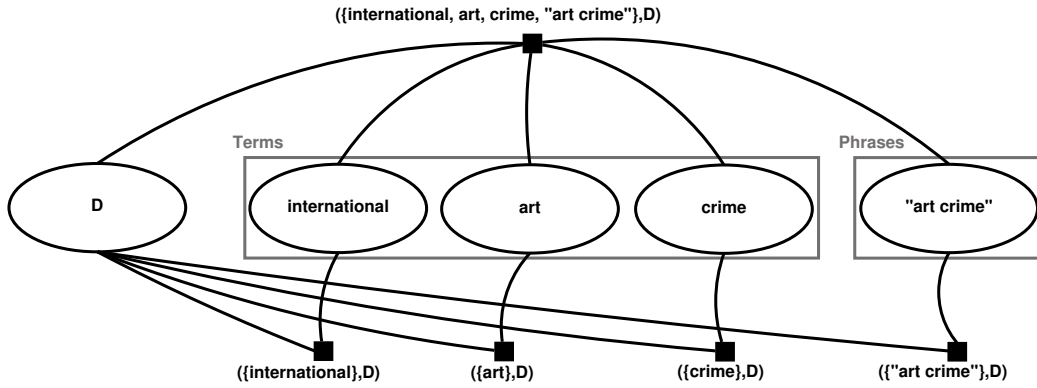 ({international, art, crime, "art crime"},D)
Terms
Phrases
D
international
art
crime
"art crime"
({international},D)
({art},D)
({crime},D)
({"art crime"},D)